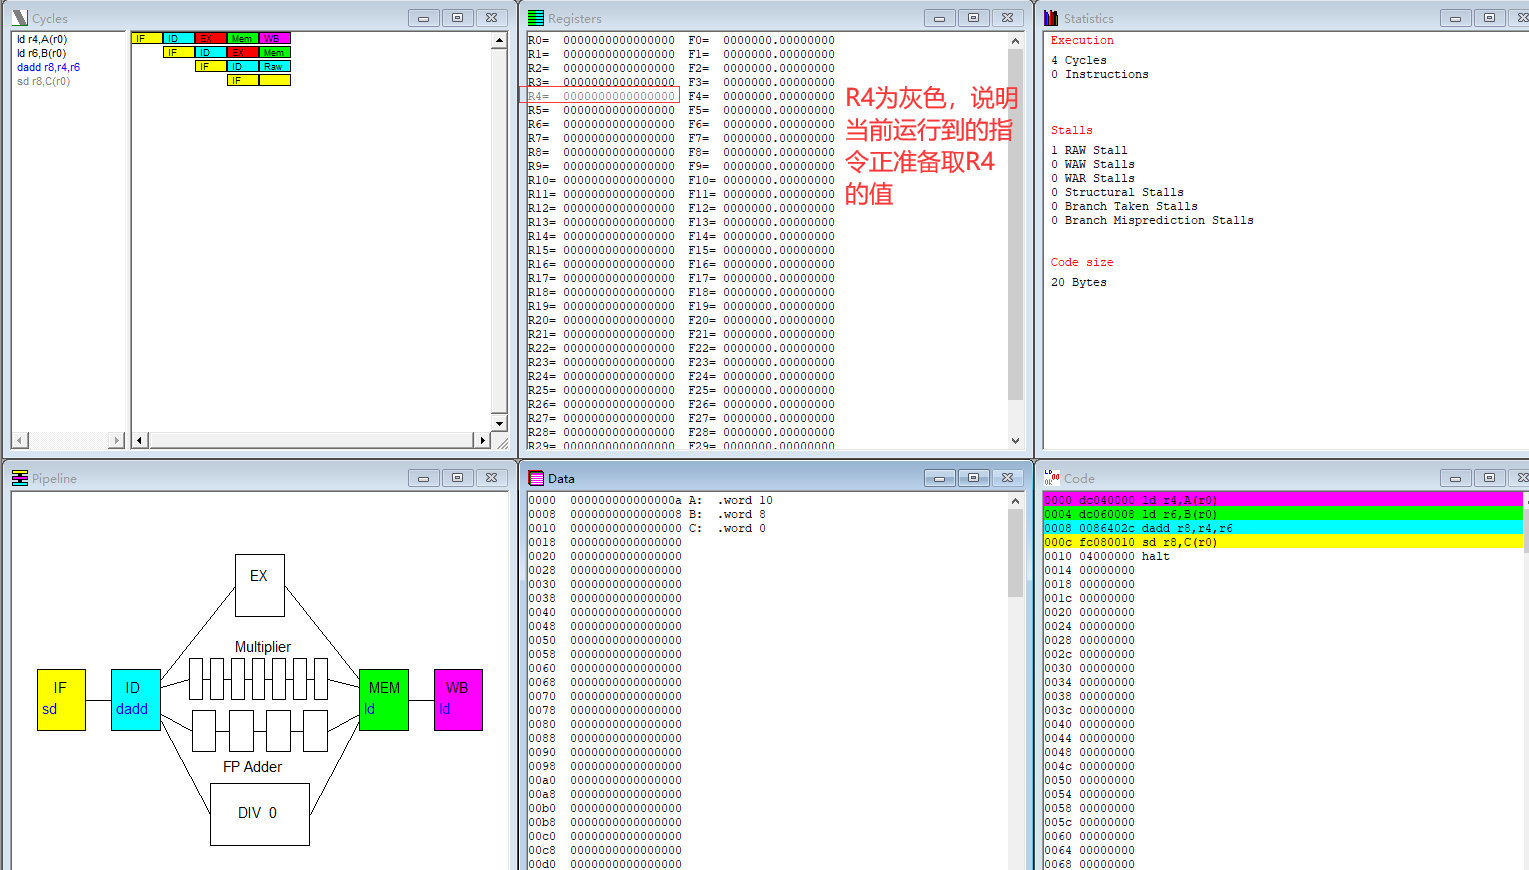 Cycles
ld r4,A(r0)
ld r6,B(r0)
dadd r8,r4,r6
sd r8,C(r0)
IF ID EX Mem WB
IF ID EX Mem
IF ID Raw
IF
Registers
R0= 0000000000000000 F0= 0000000.00000000
R1= 0000000000000000 F1= 0000000.00000000
R2= 0000000000000000 F2= 0000000.00000000
R3= 0000000000000000 F3= 0000000.00000000
R4= 0000000000000000 F4= 0000000.00000000
R5= 0000000000000000 F5= 0000000.00000000
R6= 0000000000000000 F6= 0000000.00000000
R7= 0000000000000000 F7= 0000000.00000000
R8= 0000000000000000 F8= 0000000.00000000
R9= 0000000000000000 F9= 0000000.00000000
R10= 0000000000000000 F10= 0000000.00000000
R11= 0000000000000000 F11= 0000000.00000000
R12= 0000000000000000 F12= 0000000.00000000
R13= 0000000000000000 F13= 0000000.00000000
R14= 0000000000000000 F14= 0000000.00000000
R15= 0000000000000000 F15= 0000000.00000000
R16= 0000000000000000 F16= 0000000.00000000
R17= 0000000000000000 F17= 0000000.00000000
R18= 0000000000000000 F18= 0000000.00000000
R19= 0000000000000000 F19= 0000000.00000000
R20= 0000000000000000 F20= 0000000.00000000
R21= 0000000000000000 F21= 0000000.00000000
R22= 0000000000000000 F22= 0000000.00000000
R23= 0000000000000000 F23= 0000000.00000000
R24= 0000000000000000 F24= 0000000.00000000
R25= 0000000000000000 F25= 0000000.00000000
R26= 0000000000000000 F26= 0000000.00000000
R27= 0000000000000000 F27= 0000000.00000000
R28= 0000000000000000 F28= 0000000.00000000
R29= 0000000000000000 F29= 0000000.00000000
R4为灰色，说明
当前运行到的指
令正准备取R4
的值
Statistics
Execution
4 Cycles
0 Instructions
Stalls
1 RAW Stall
0 WAW Stalls
0 WAR Stalls
0 Structural Stalls
0 Branch Taken Stalls
0 Branch Misprediction Stalls
Code size
20 Bytes
Pipeline
EX
Multiplier
IF
sd
ID
dadd
MEM
ld
WB
ld
FP Adder
DIV 0
Data
0000 000000000000000a A: .word 10
0008 0000000000000008 B: .word 8
0010 0000000000000000 C: .word 0
0018 0000000000000000
0020 0000000000000000
0028 0000000000000000
0030 0000000000000000
0038 0000000000000000
0040 0000000000000000
0048 0000000000000000
0050 0000000000000000
0058 0000000000000000
0060 0000000000000000
0068 0000000000000000
0070 0000000000000000
0078 0000000000000000
0080 0000000000000000
0088 0000000000000000
0090 0000000000000000
0098 0000000000000000
00a0 0000000000000000
00a8 0000000000000000
00b0 0000000000000000
00b8 0000000000000000
00c0 0000000000000000
00c8 0000000000000000
00d0 0000000000000000
Code
0000 dc040000 ld r4,A(r0)
0004 dc060008 ld r6,B(r0)
0008 0086402c dadd r8,r4,r6
000c fc080010 sd r8,C(r0)
0010 04000000 halt
0014 00000000
0018 00000000
001c 00000000
0020 00000000
0024 00000000
0028 00000000
002c 00000000
0030 00000000
0034 00000000
0038 00000000
003c 00000000
0040 00000000
0044 00000000
0048 00000000
004c 00000000
0050 00000000
0054 00000000
0058 00000000
005c 00000000
0060 00000000
0064 00000000
0068 00000000